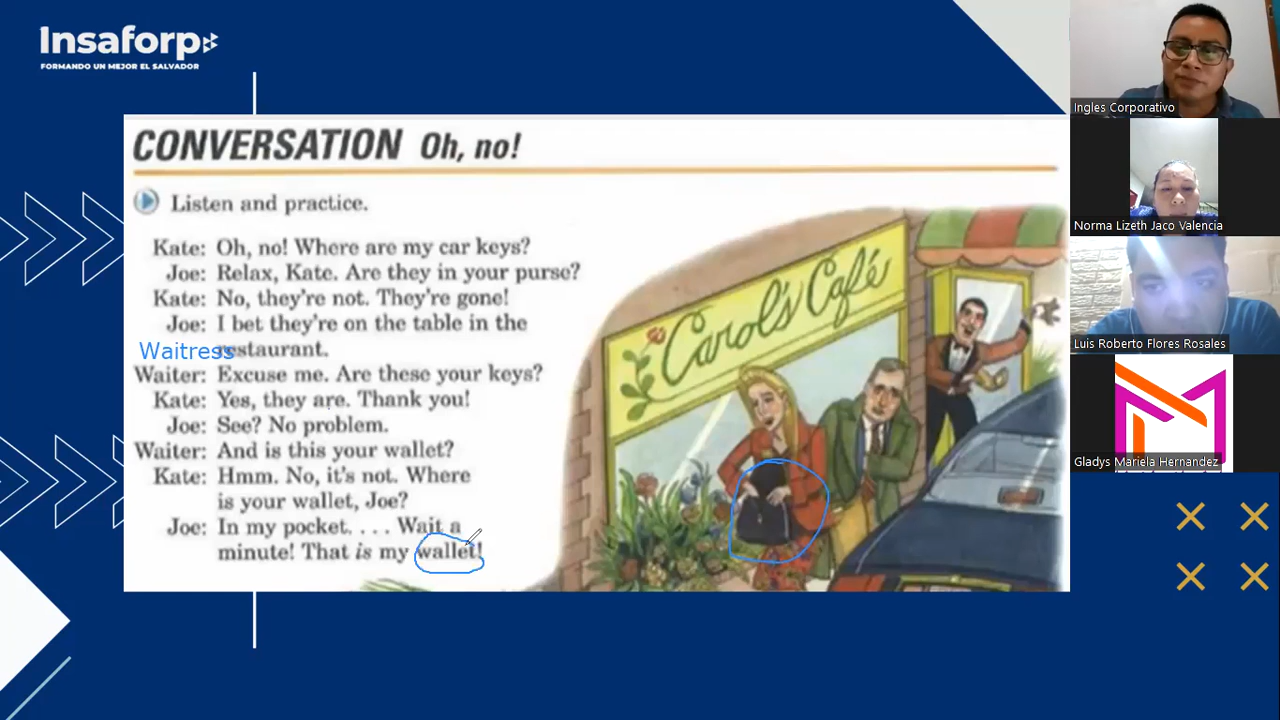 Insaforp
FORMANDO UN MEJOR EL SALVADOR
CONVERSATION Oh, no!
Listen and practice.
Kate: Oh, no! Where are my car keys?
Joe: Relax, Kate. Are they in your purse?
Kate: No, they're not. They're gone!
Joe: I bet they're on the table in the
restaurant.
Waitress
Waiter: Excuse me. Are these your keys?
Kate: Yes, they are. Thank you!
Joe: See? No problem.
Waiter: And is this your wallet?
Kate: Hmm. No, it's not. Where
is your wallet, Joe?
Joe: In my pocket. . . . Wait a
minute! That is my wallet!
Carol's Café
Ingles Corporativo
Norma Lizeth Jaco Valencia
Luis Roberto Flores Rosales
Gladys Mariela Hernandez